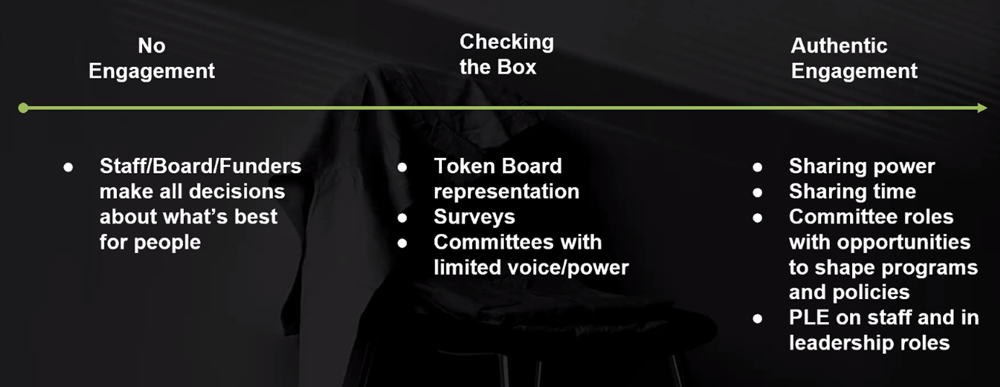 No
Engagement
Checking
the Box
Authentic
Engagement
● Staff/Board/Funders
make all decisions
about what’s best
for people
● Token Board
representation
● Surveys
● Committees with
limited voice/power
● Sharing power
● Sharing time
● Committee roles
with opportunities
to shape programs
and policies
● PLE on staff and in
leadership roles